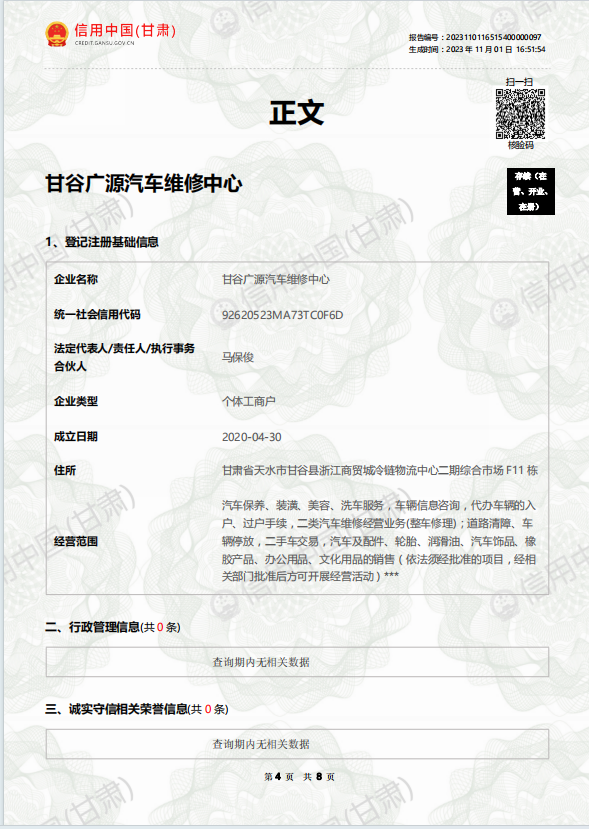 信用中国(甘肃)
CREDIT.GANSU.GOV.CN
报告编号：2023110116515400000097
生成时间：2023 年 11 月 01 日 16:51:54
扫一扫
核验码
正文
甘谷广源汽车维修中心
存续（在
营、开业、
在册）
1、登记注册基础信息
企业名称 甘谷广源汽车维修中心
统一社会信用代码 92620523MA73TC0F6D
法定代表人/责任人/执行事务
合伙人
马保俊
企业类型 个体工商户
成立日期 2020-04-30
住所 甘肃省天水市甘谷县浙江商贸城冷链物流中心二期综合市场 F11 栋
经营范围
汽车保养、装潢、美容、洗车服务，车辆信息咨询，代办车辆的入
户、过户手续，二类汽车维修经营业务(整车修理)；道路清障、车
辆停放，二手车交易，汽车及配件、轮胎、润滑油、汽车饰品、橡
胶产品、办公用品、文化用品的销售（依法须经批准的项目，经相
关部门批准后方可开展经营活动）***
二、行政管理信息(共 0 条)
查询期内无相关数据
三、诚实守信相关荣誉信息(共 0 条)
查询期内无相关数据
第 4 页 共 8 页